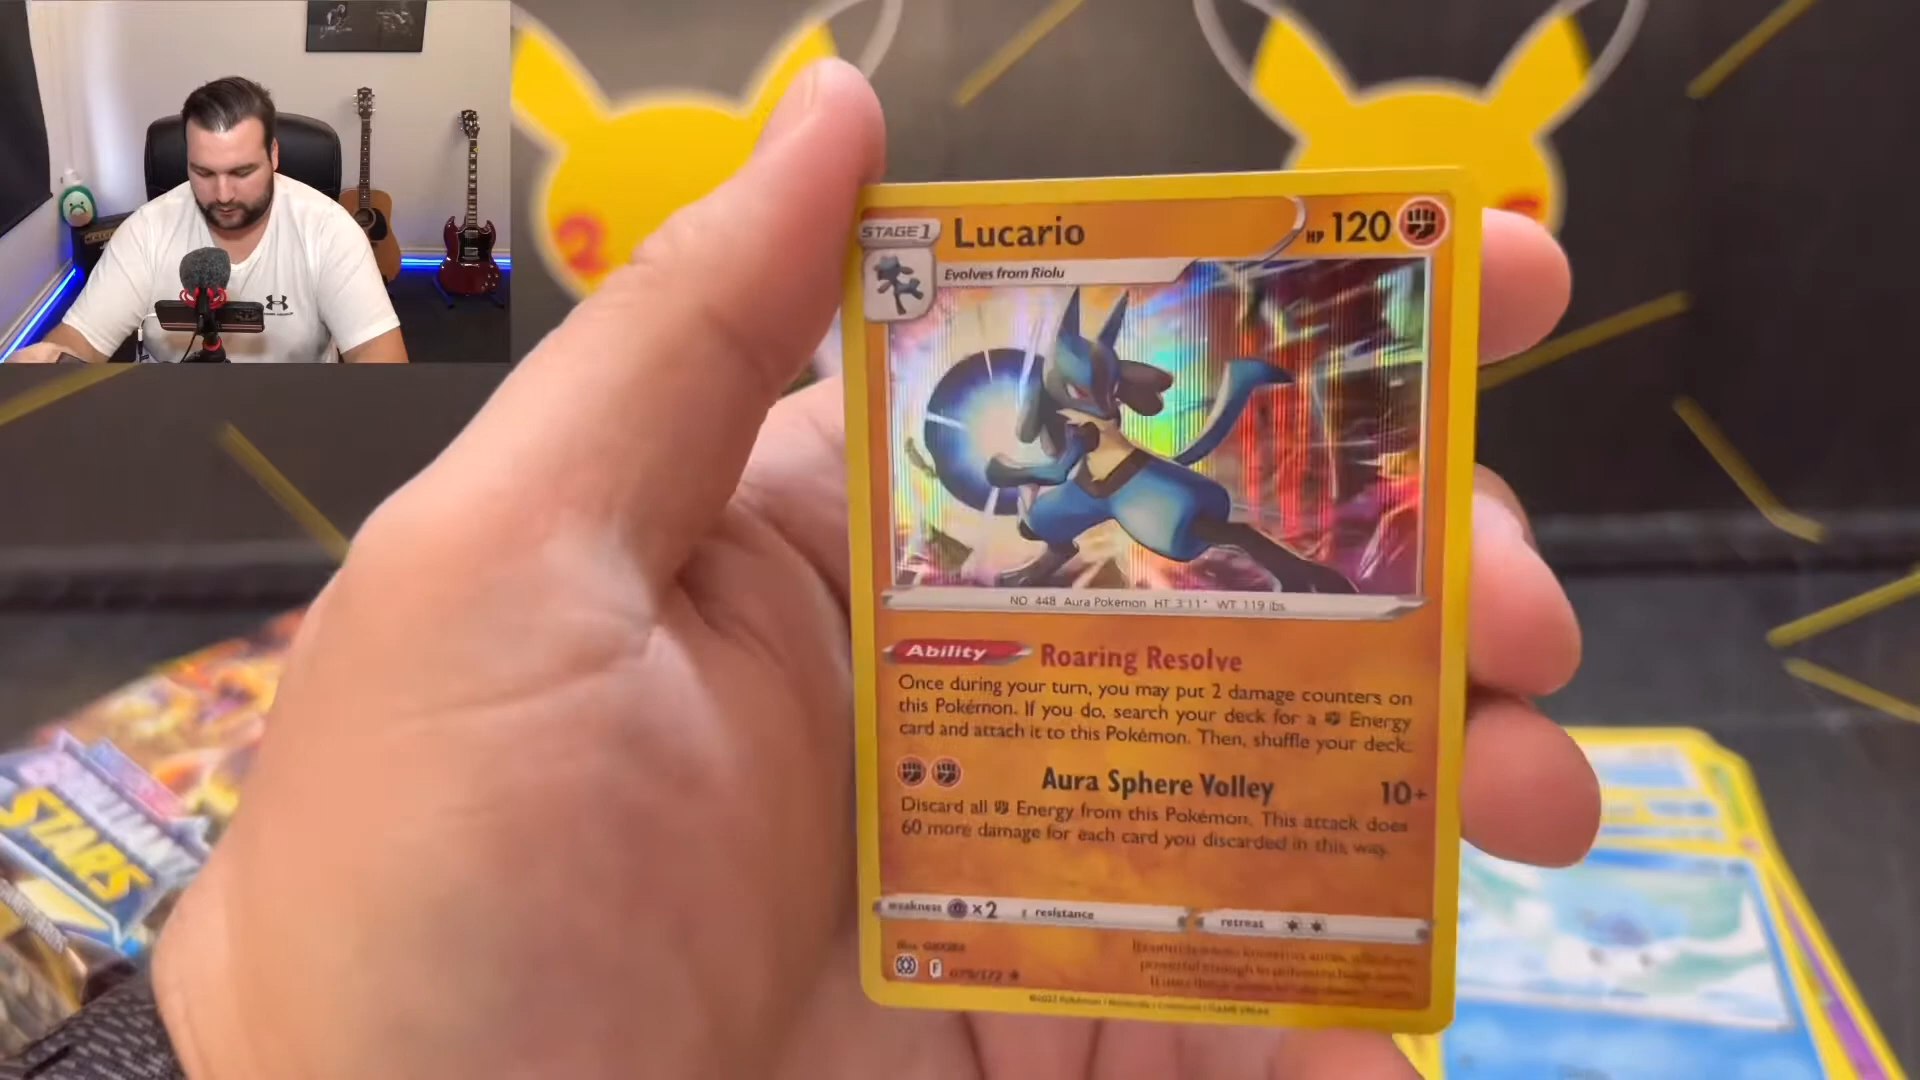 STAGE 1
Lucario
HP 120
Evolves from Riolu
NO. 448 Aura Pokémon HT 3'11" WT 119 lbs.
Ability Roaring Resolve
Once during your turn, you may put 2 damage counters on
this Pokémon. If you do, search your deck for a Energy
card and attach it to this Pokémon. Then, shuffle your deck.
Aura Sphere Volley 10+
Discard all Energy from this Pokémon. This attack does
60 more damage for each card you discarded in this way.
weakness ×2 resistance retreat
F 079/172
STARS
UNDER ARMOUR